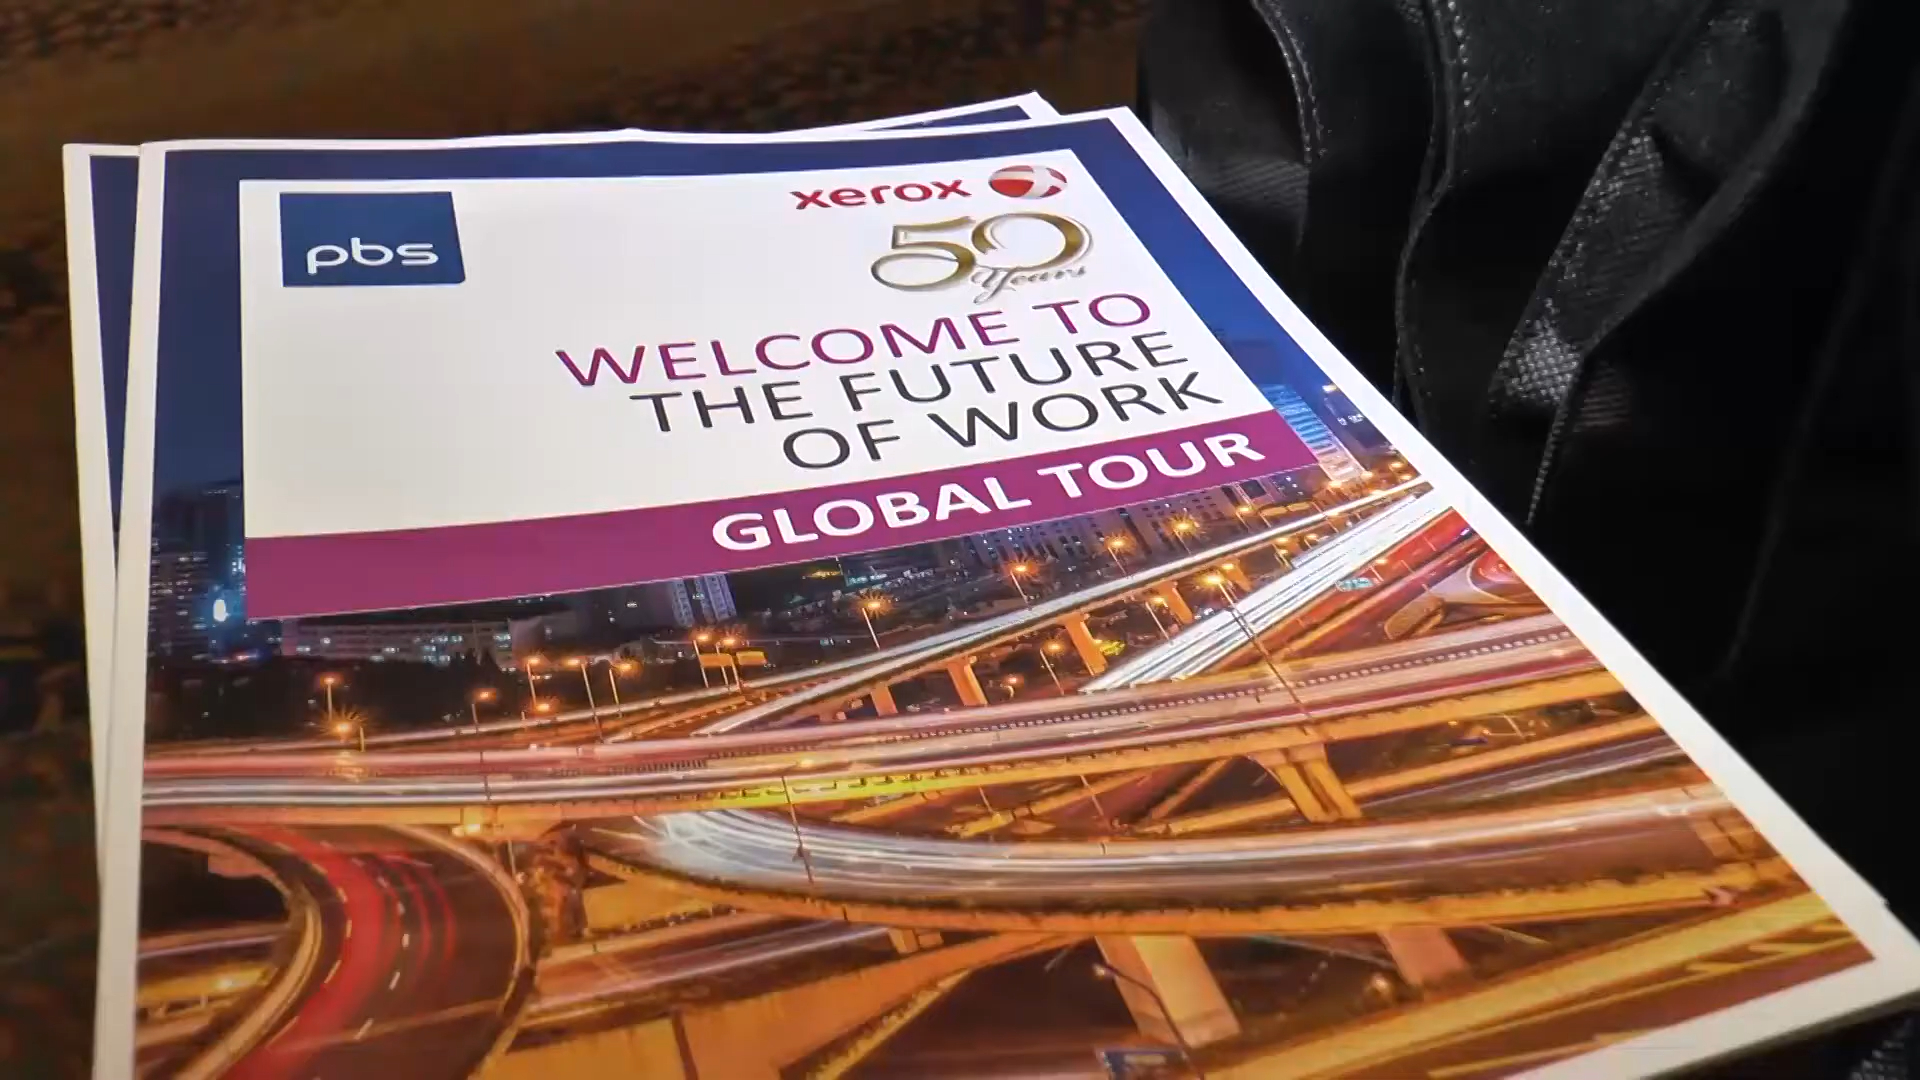 pbs
xerox
50
Years
WELCOME TO
THE FUTURE
OF WORK
GLOBAL TOUR